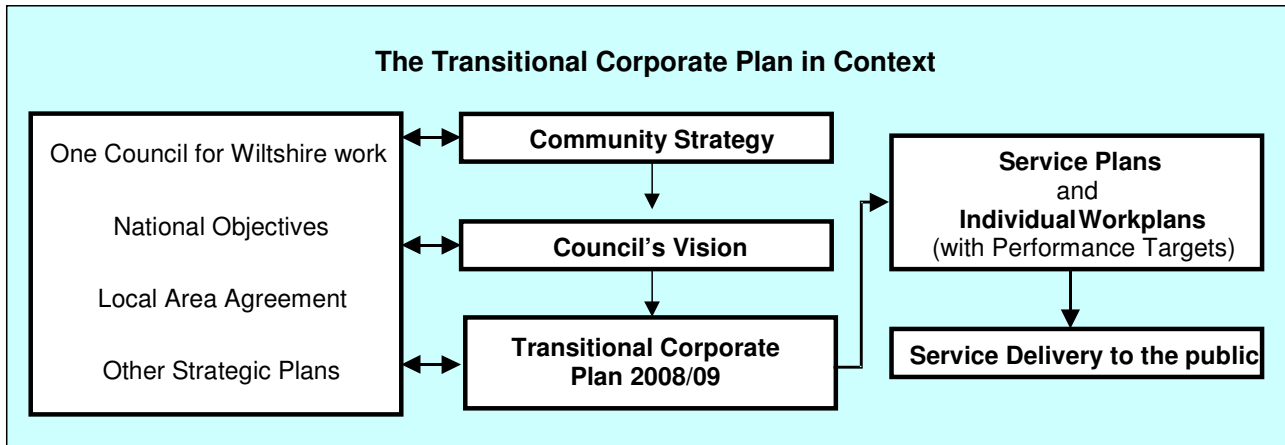 The Transitional Corporate Plan in Context
One Council for Wiltshire work
National Objectives
Local Area Agreement
Other Strategic Plans
Community Strategy
Council's Vision
Transitional Corporate
Plan 2008/09
Service Plans
and
Individual Workplans
(with Performance Targets)
Service Delivery to the public